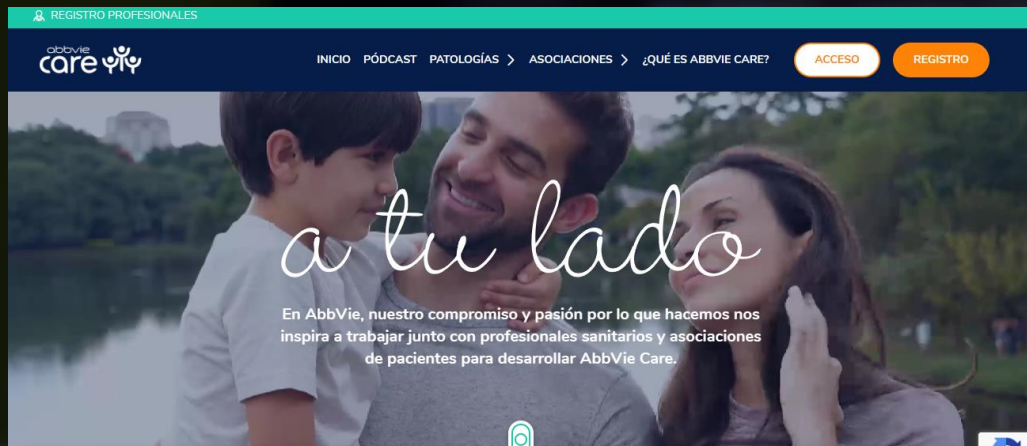 REGISTRO PROFESIONALES
abbvie
care
INICIO PÓDCAST PATOLOGÍAS ASOCIACIONES ¿QUÉ ES ABBVIE CARE? ACCESO REGISTRO
a tu lado
En AbbVie, nuestro compromiso y pasión por lo que hacemos nos
inspira a trabajar junto con profesionales sanitarios y asociaciones
de pacientes para desarrollar AbbVie Care.